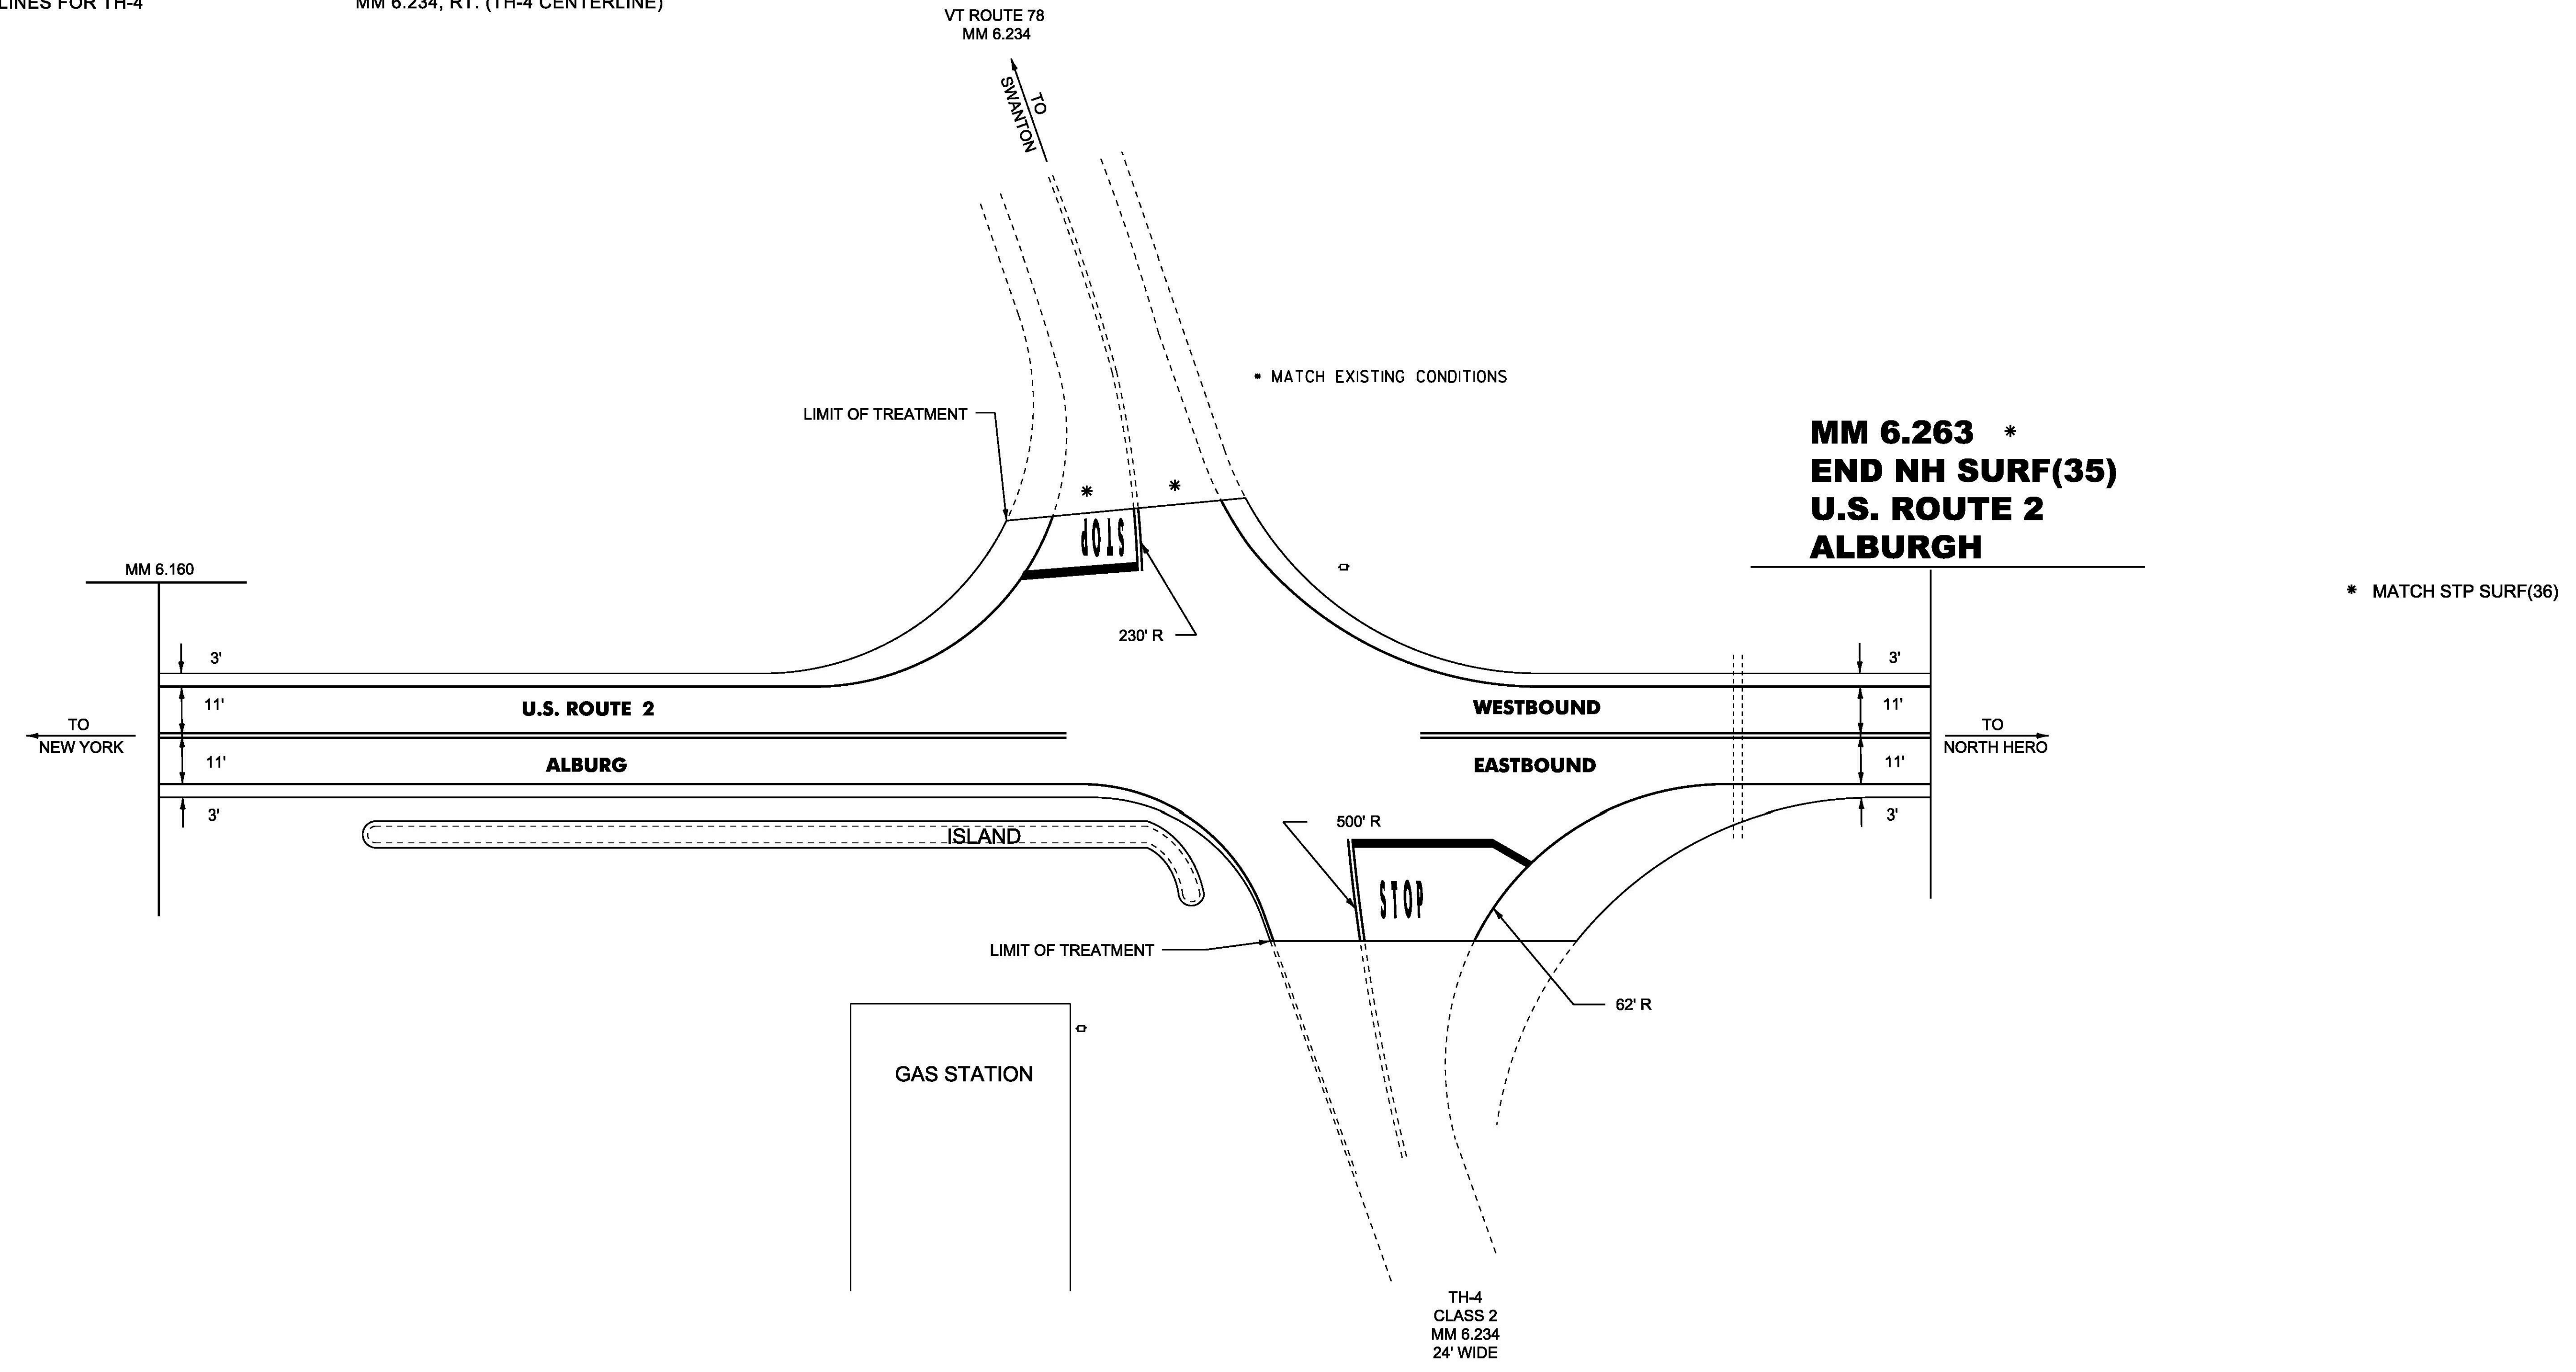 LINES FOR TH-4
MM 6.234, RT. (TH-4 CENTERLINE)
VT ROUTE 78
MM 6.234
TO
SWANTON
* MATCH EXISTING CONDITIONS
LIMIT OF TREATMENT
MM 6.263 *
END NH SURF(35)
U.S. ROUTE 2
ALBURGH
* *
STOP
MM 6.160
* MATCH STP SURF(36)
230' R
3'
3'
11'
U.S. ROUTE 2
WESTBOUND
11'
TO
NEW YORK
TO
NORTH HERO
11'
ALBURG
EASTBOUND
11'
3'
3'
ISLAND
500' R
STOP
LIMIT OF TREATMENT
62' R
GAS STATION
TH-4
CLASS 2
MM 6.234
24' WIDE